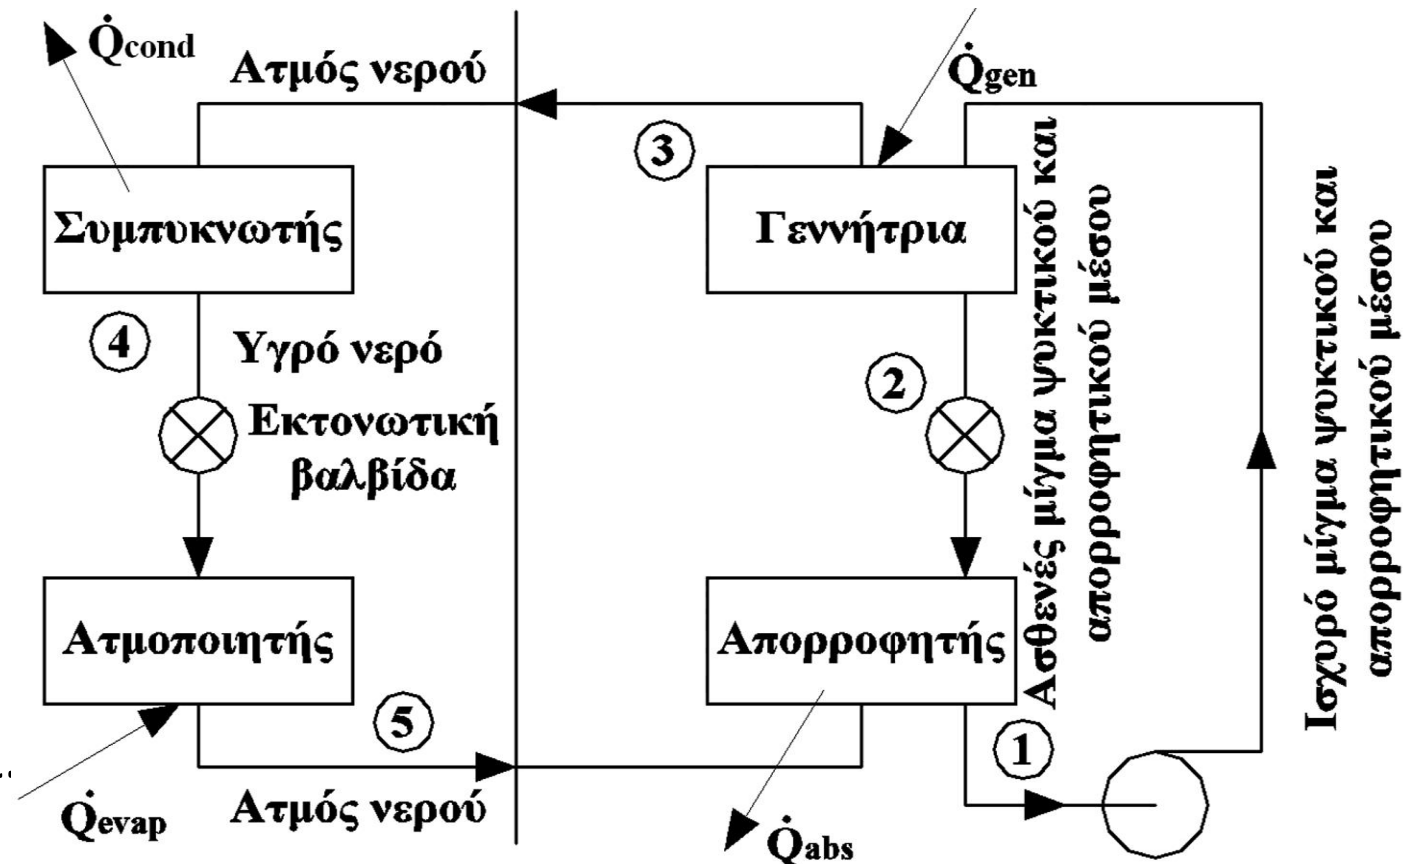 Q̇cond
Ατμός νερού
Q̇gen
3
Συμπυκνωτής
Γεννήτρια
4
Υγρό νερό
2
Εκτονωτική
βαλβίδα
Ασθενές μίγμα ψυκτικού και
απορροφητικού μέσου
Ισχυρό μίγμα ψυκτικού και
απορροφητικού μέσου
Ατμοποιητής
Απορροφητής
5
1
Q̇evap
Ατμός νερού
Q̇abs